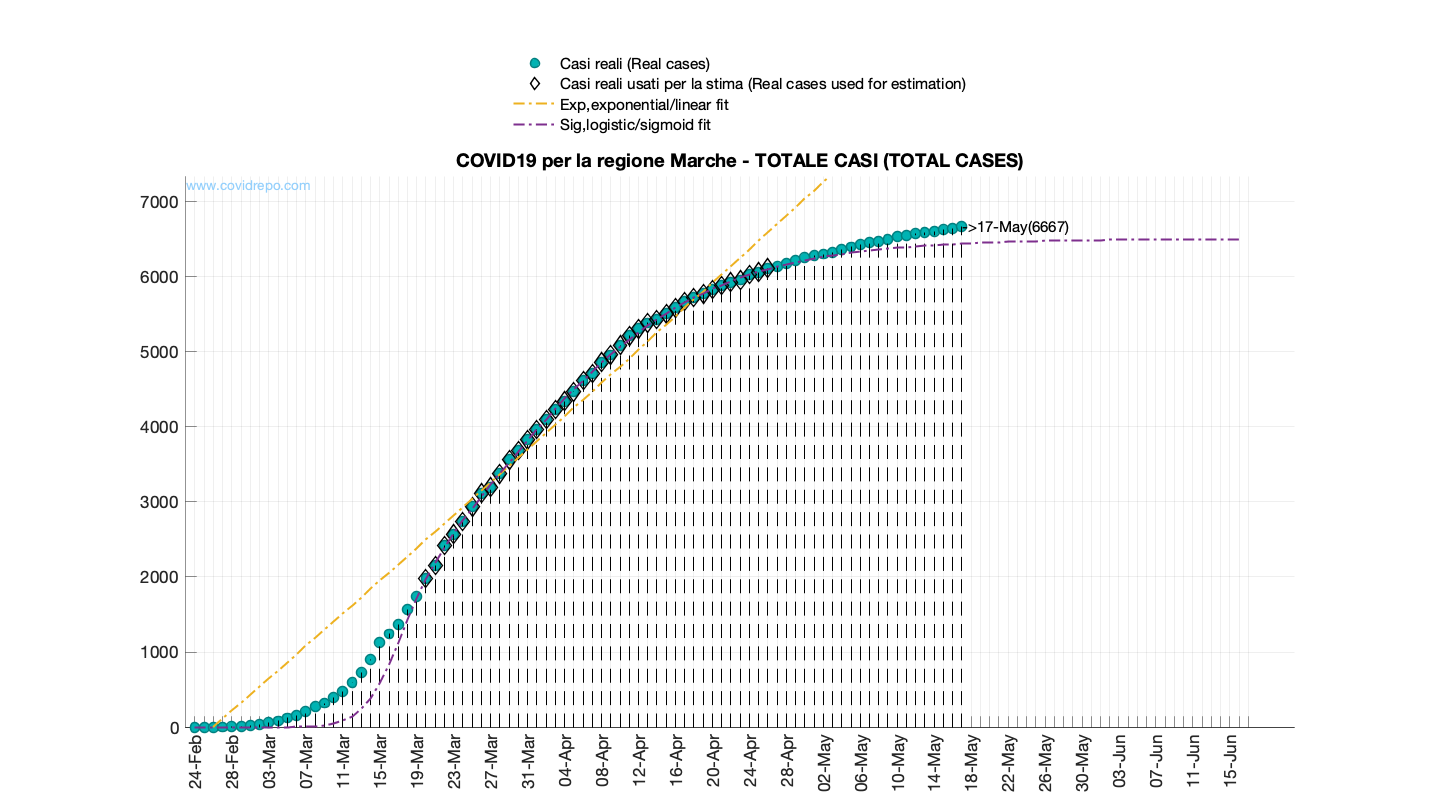 Casi reali (Real cases)
Casi reali usati per la stima (Real cases used for estimation)
Exp,exponential/linear fit
Sig,logistic/sigmoid fit
COVID19 per la regione Marche - TOTALE CASI (TOTAL CASES)
www.covidrepo.com
7000
>17-May(6667)
6000
5000
4000
3000
2000
1000
0
24-Feb
28-Feb
03-Mar
07-Mar
11-Mar
15-Mar
19-Mar
23-Mar
27-Mar
31-Mar
04-Apr
08-Apr
12-Apr
16-Apr
20-Apr
24-Apr
28-Apr
02-May
06-May
10-May
14-May
18-May
22-May
26-May
30-May
03-Jun
07-Jun
11-Jun
15-Jun